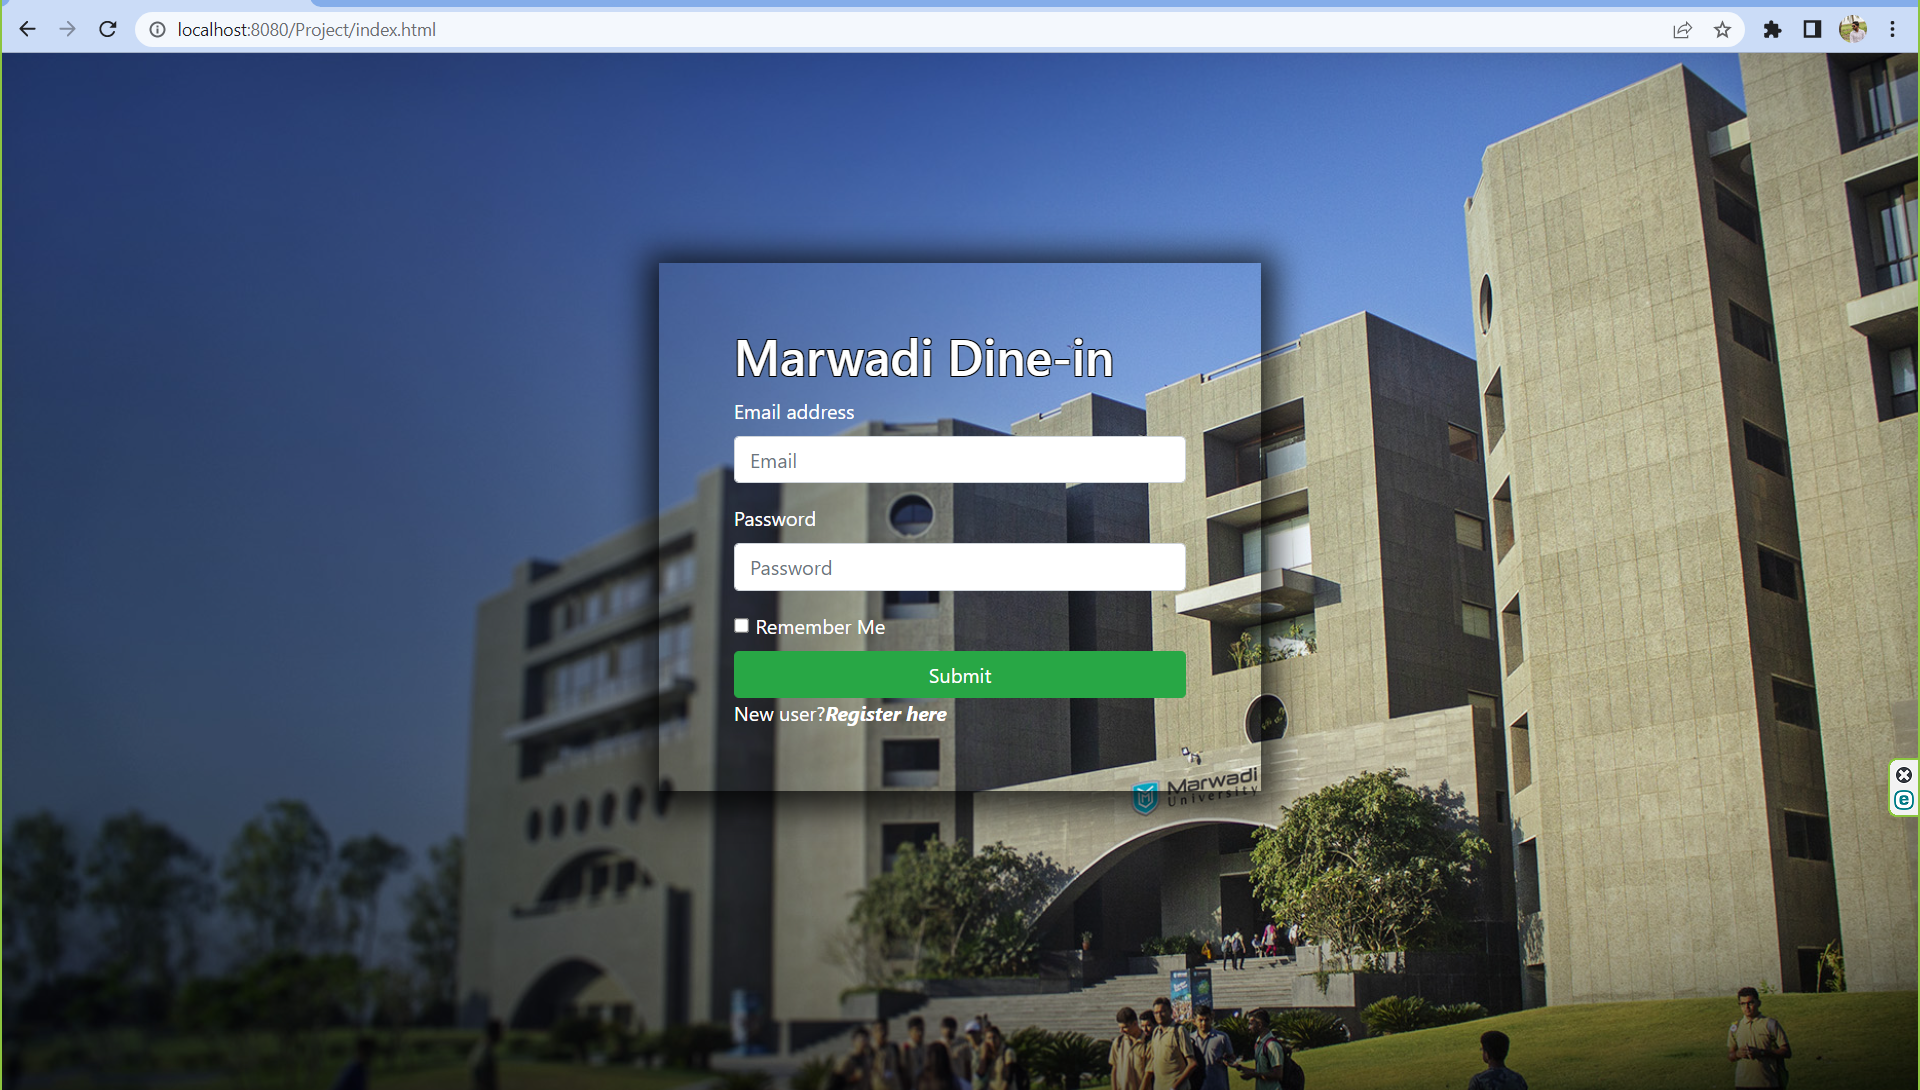 localhost:8080/Project/index.html
Marwadi Dine-in
Email address
Email
Password
Password
Remember Me
Submit
New user?Register here
Marwadi
University
e